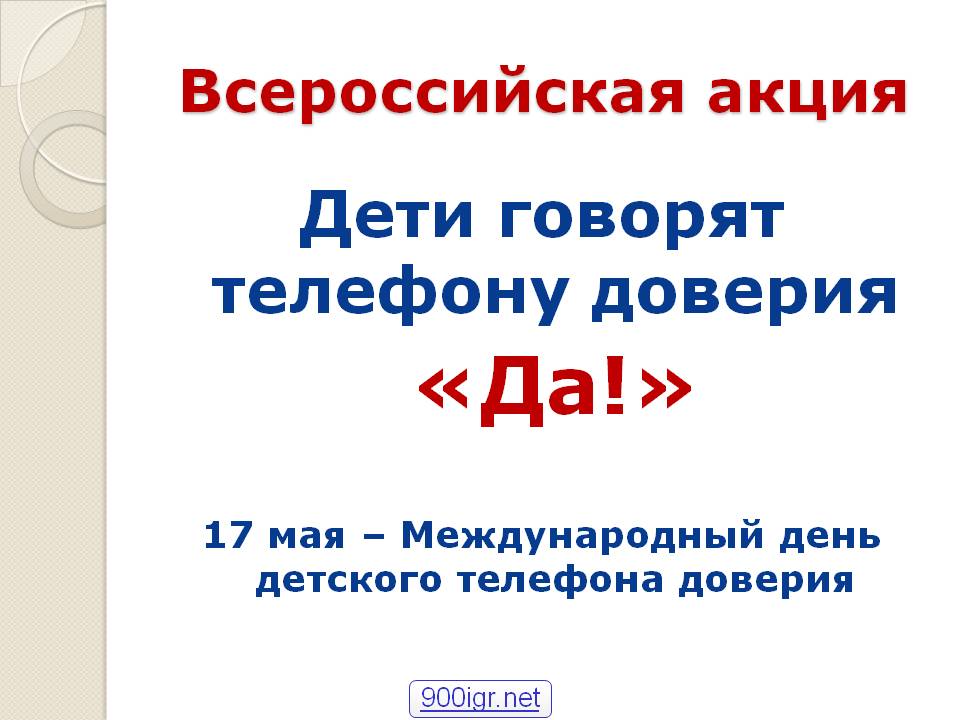 Всероссийская акция
Дети говорят
телефону доверия
«Да!»
17 мая – Международный день
детского телефона доверия
900igr.net